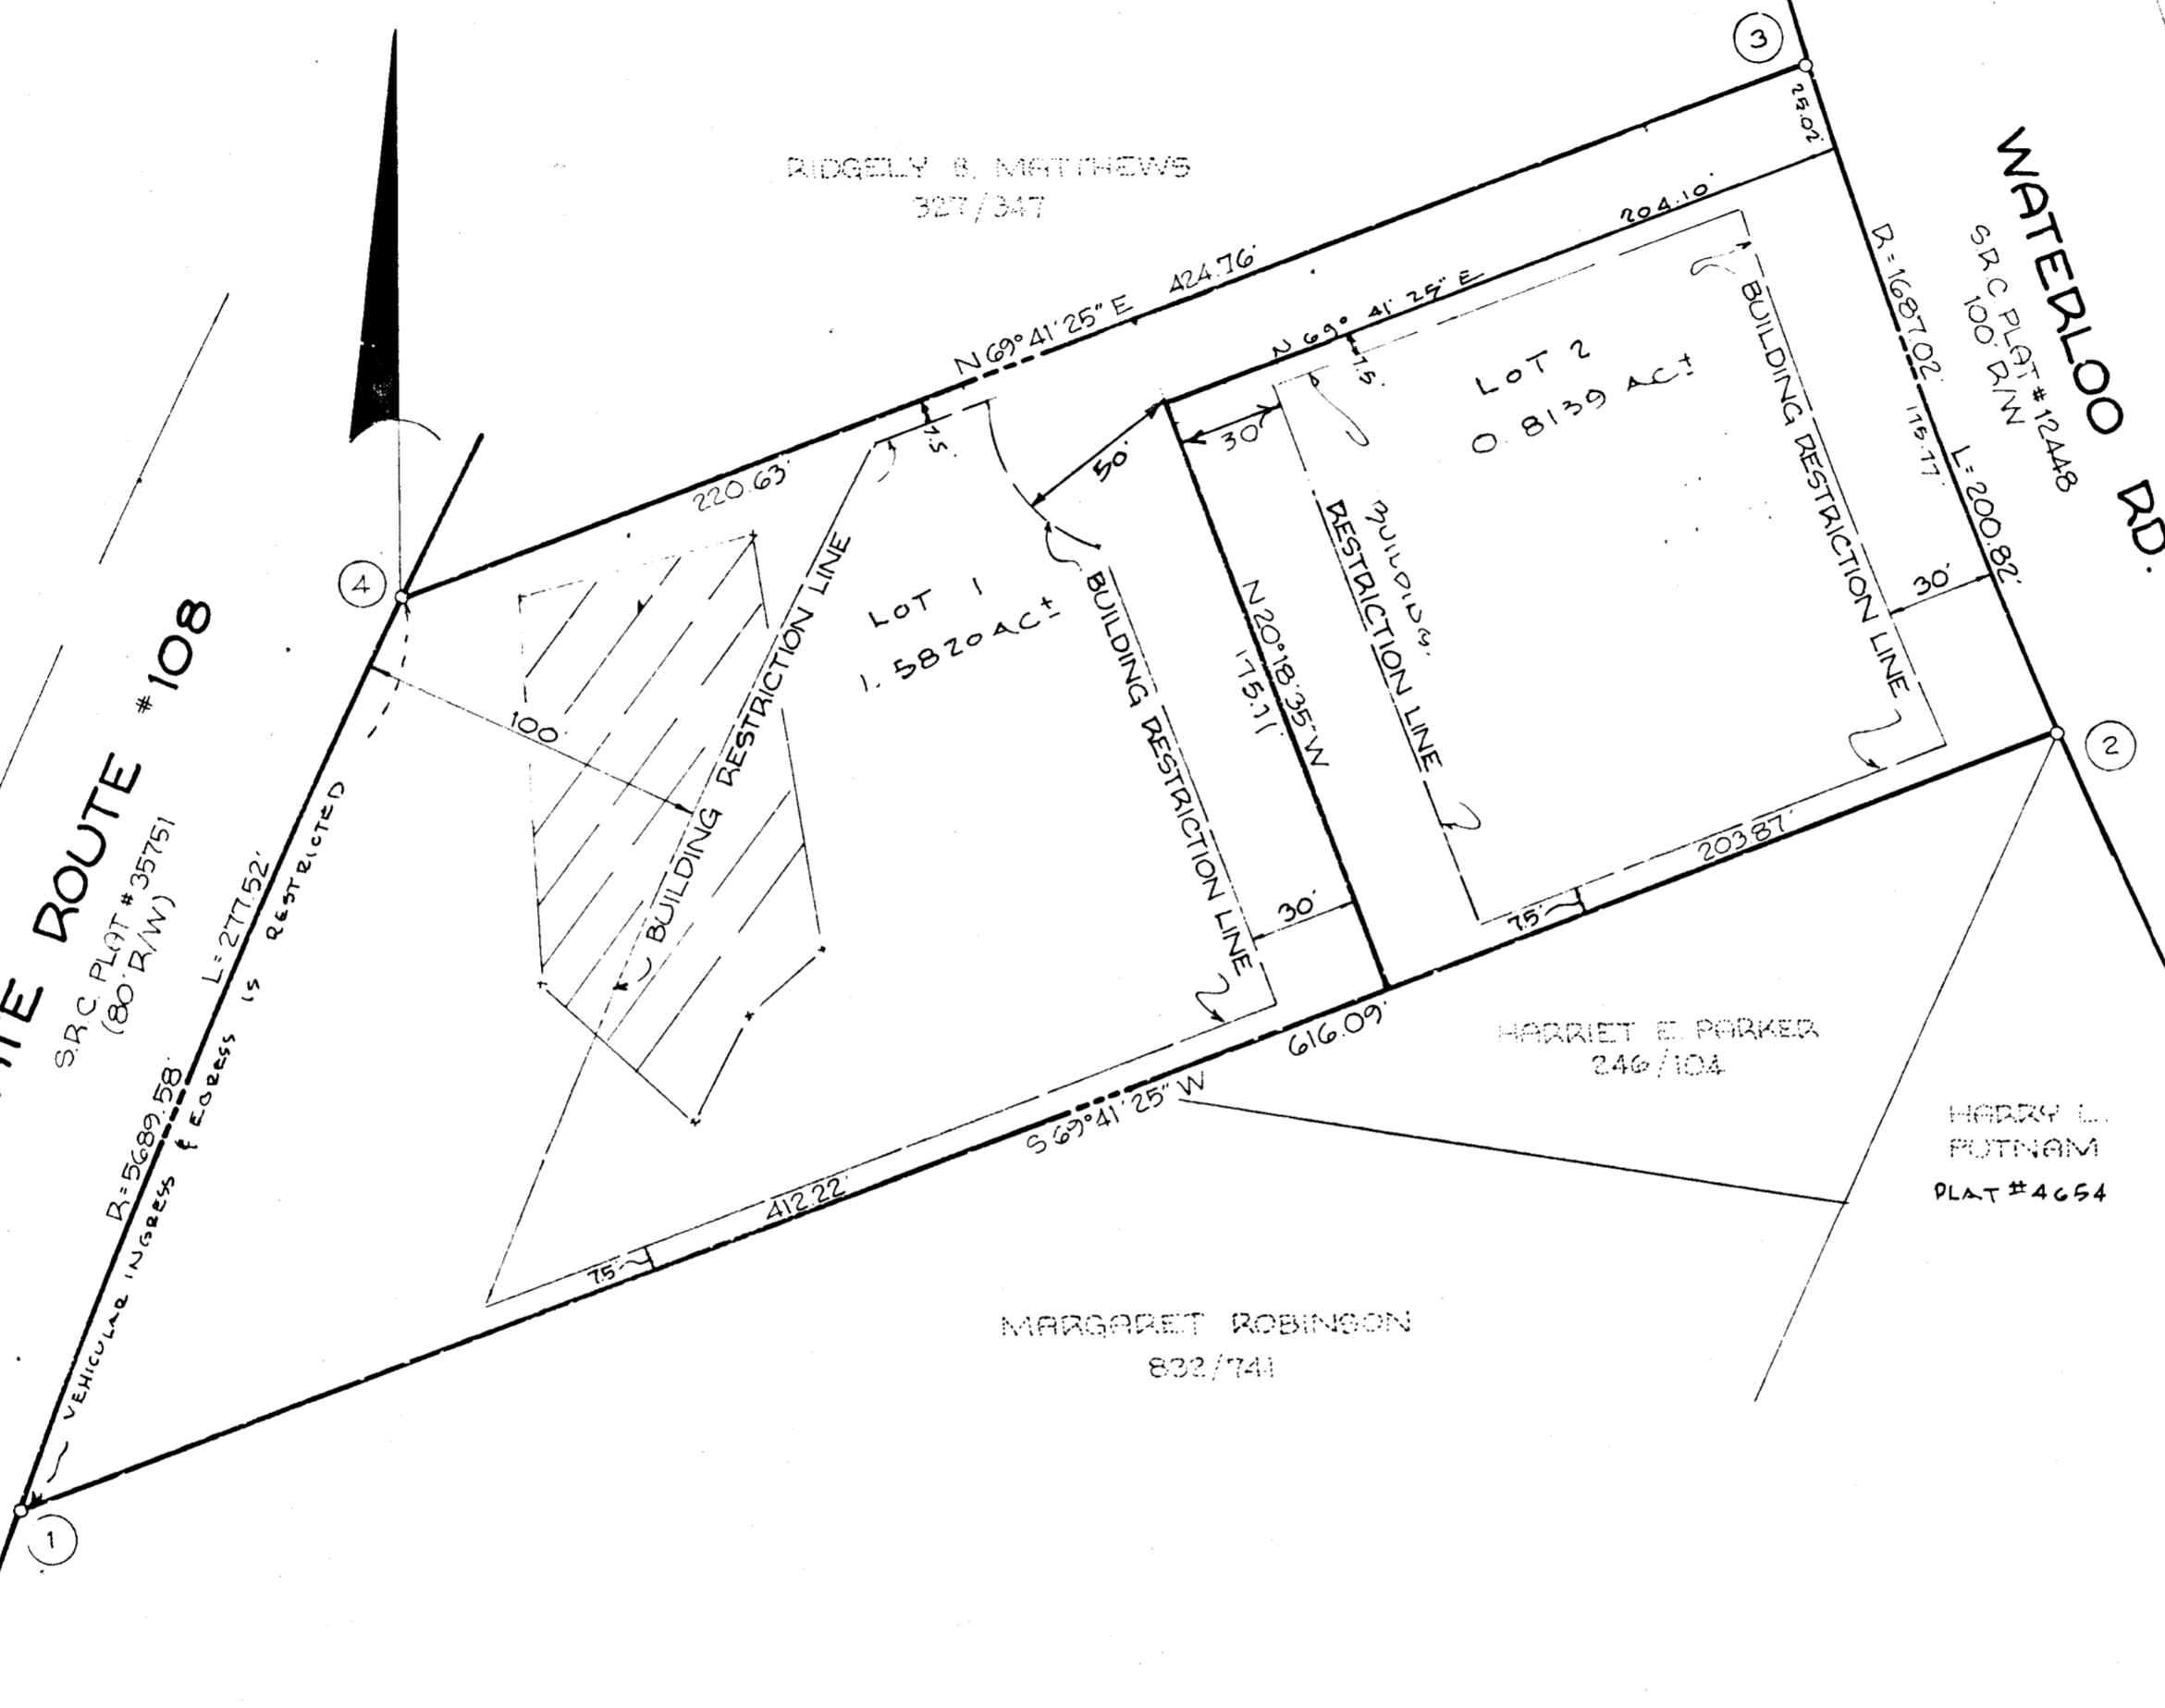 3
25.02'
RIDGELY B. MATTHEWS
327/347
WATERLOO RD.
S.R.C. PLAT # 12448
100' R/W
204.10'
N 69° 41' 25" E 424.76'
N 69° 41' 25" E
R=1687.02'
175.77'
L=200.82'
LOT 2
0.8139 AC±
7.5'
BUILDING RESTRICTION LINE
30'
7.5'
50'
30'
220.63'
BUILDING
RESTRICTION LINE
4
BUILDING RESTRICTION LINE
LOT 1
1.5820 AC±
BUILDING RESTRICTION LINE
N 20° 18' 35" W
175.71'
100'
2
ROUTE #108
S.R.C. PLAT # 35751
(80' R/W)
203.87'
7.5'
30'
R=5689.58' L=277.52'
VEHICULAR INGRESS & EGRESS IS RESTRICTED
616.09'
S 69° 41' 25" W
HARRIET E. PARKER
246/104
HARRY L.
PUTNAM
PLAT #4654
412.22'
7.5'
MARGARET ROBINSON
832/741
1